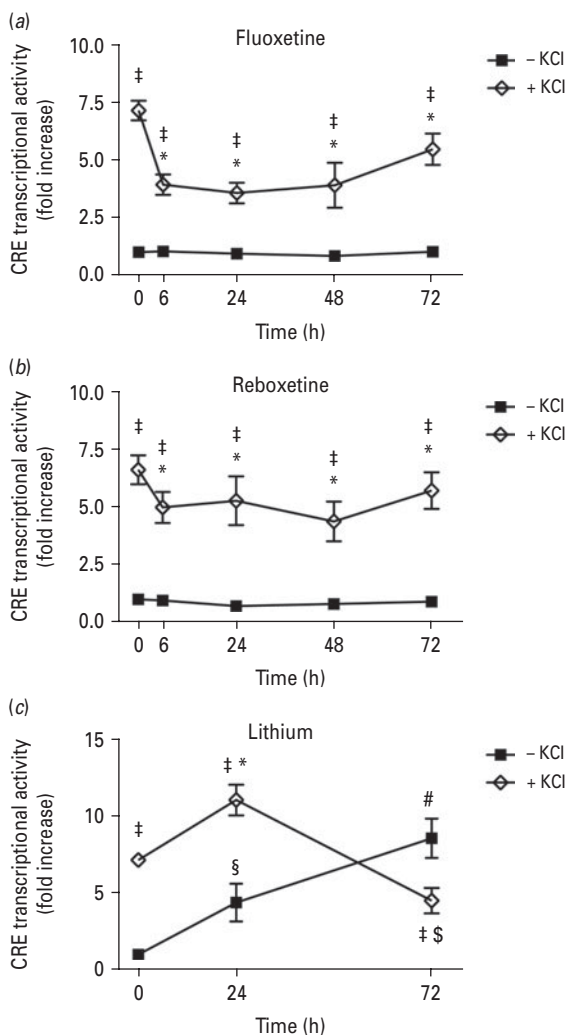 (a)
Fluoxetine
CRE transcriptional activity
(fold increase)
10.0
7.5
5.0
2.5
0.0
‡
‡
*
‡
*
‡
*
‡
*
0 6 24 48 72
Time (h)
– KCl
+ KCl
(b)
Reboxetine
CRE transcriptional activity
(fold increase)
10.0
7.5
5.0
2.5
0.0
‡
‡
*
‡
*
‡
*
‡
*
0 6 24 48 72
Time (h)
– KCl
+ KCl
(c)
Lithium
CRE transcriptional activity
(fold increase)
15
10
5
0
‡
‡ *
§
#
‡ $
0 24 72
Time (h)
– KCl
+ KCl